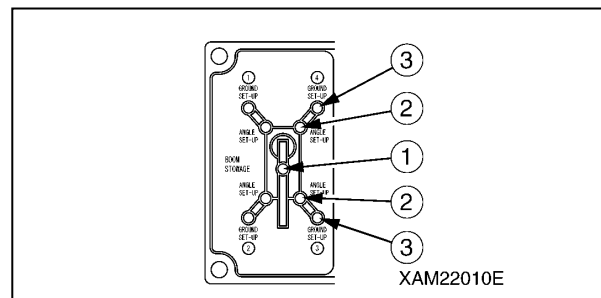 ① ④
GROUND SET-UP GROUND SET-UP
ANGLE SET-UP ANGLE SET-UP
BOOM STORAGE
ANGLE SET-UP ANGLE SET-UP
GROUND SET-UP GROUND SET-UP
② ③
3
2
1
2
3
XAM22010E